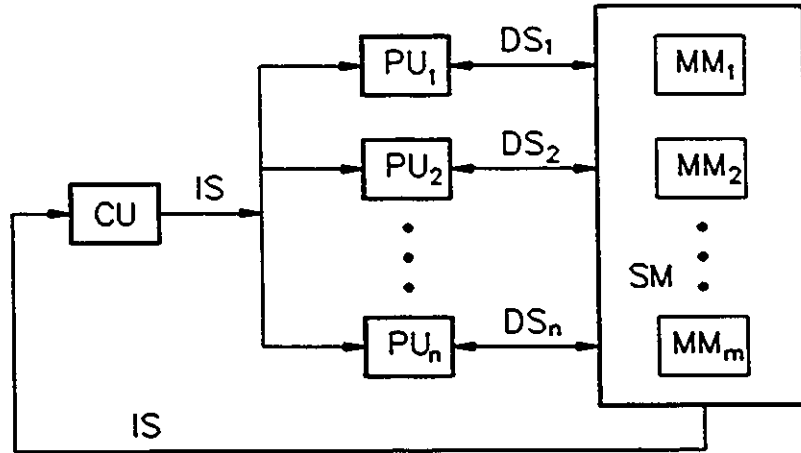 DS₁
PU₁
MM₁
DS₂
PU₂
MM₂
IS
CU
SM
DSₙ
PUₙ
MMₘ
IS